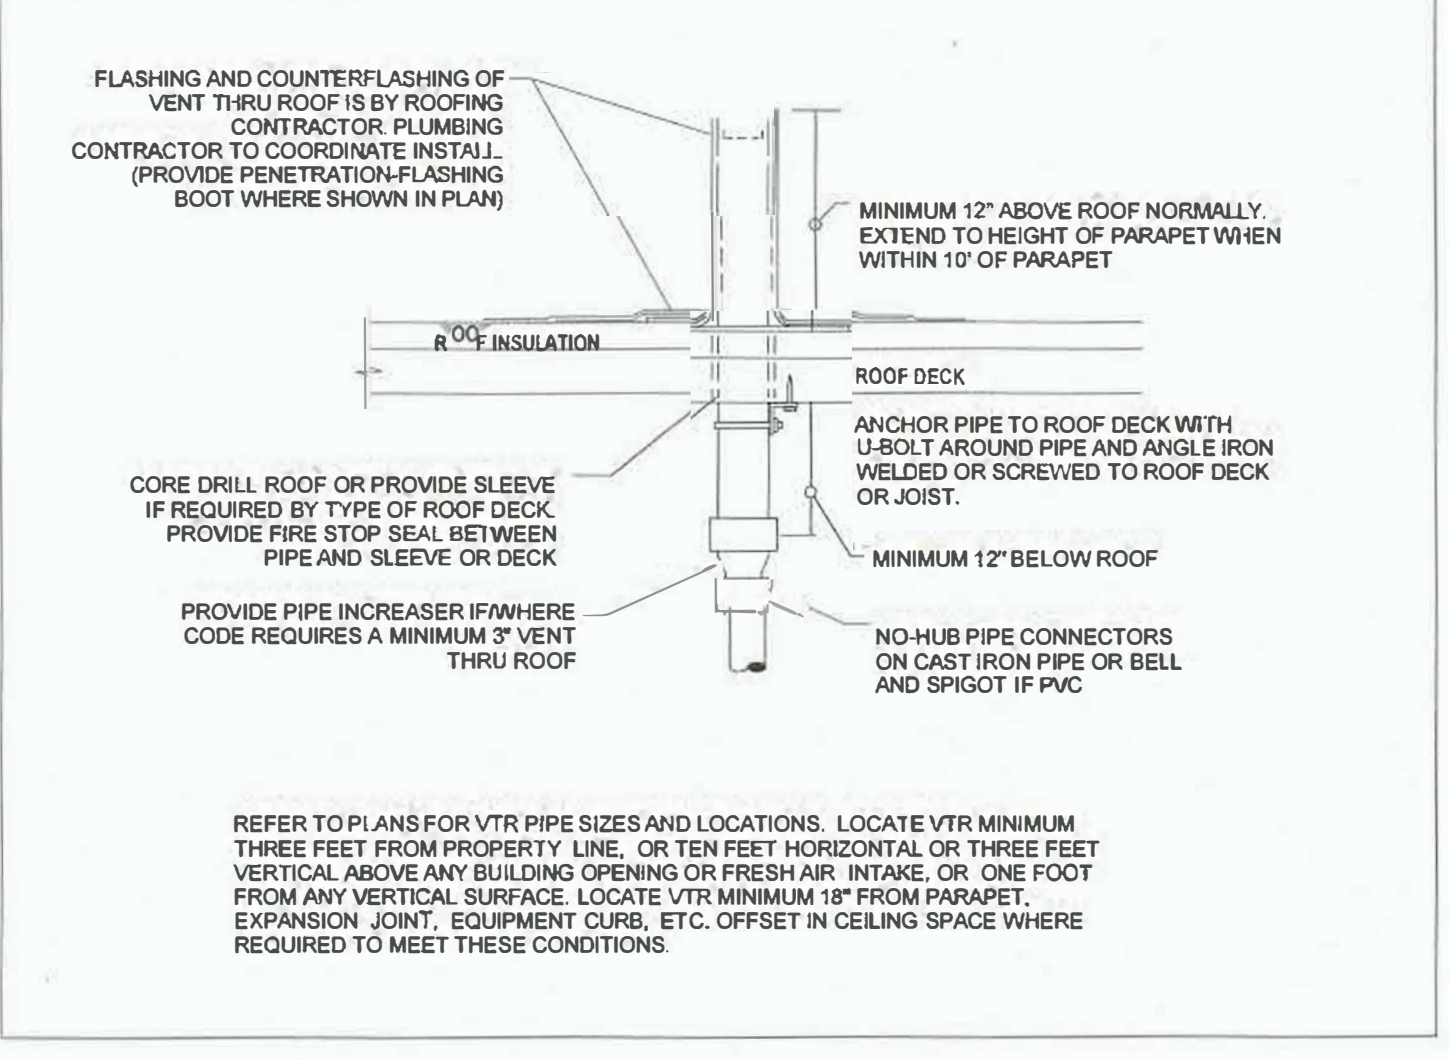 FLASHING AND COUNTERFLASHING OF
VENT THRU ROOF IS BY ROOFING
CONTRACTOR. PLUMBING
CONTRACTOR TO COORDINATE INSTALL
(PROVIDE PENETRATION-FLASHING
BOOT WHERE SHOWN IN PLAN)
MINIMUM 12" ABOVE ROOF NORMALLY.
EXTEND TO HEIGHT OF PARAPET WHEN
WITHIN 10' OF PARAPET
ROOF INSULATION
ROOF DECK
ANCHOR PIPE TO ROOF DECK WITH
U-BOLT AROUND PIPE AND ANGLE IRON
WELDED OR SCREWED TO ROOF DECK
OR JOIST.
CORE DRILL ROOF OR PROVIDE SLEEVE
IF REQUIRED BY TYPE OF ROOF DECK
PROVIDE FIRE STOP SEAL BETWEEN
PIPE AND SLEEVE OR DECK
MINIMUM 12" BELOW ROOF
PROVIDE PIPE INCREASER IF/WHERE
CODE REQUIRES A MINIMUM 3" VENT
THRU ROOF
NO-HUB PIPE CONNECTORS
ON CAST IRON PIPE OR BELL
AND SPIGOT IF PVC
REFER TO PLANS FOR VTR PIPE SIZES AND LOCATIONS. LOCATE VTR MINIMUM
THREE FEET FROM PROPERTY LINE, OR TEN FEET HORIZONTAL OR THREE FEET
VERTICAL ABOVE ANY BUILDING OPENING OR FRESH AIR INTAKE, OR ONE FOOT
FROM ANY VERTICAL SURFACE. LOCATE VTR MINIMUM 18" FROM PARAPET,
EXPANSION JOINT, EQUIPMENT CURB, ETC. OFFSET IN CEILING SPACE WHERE
REQUIRED TO MEET THESE CONDITIONS.